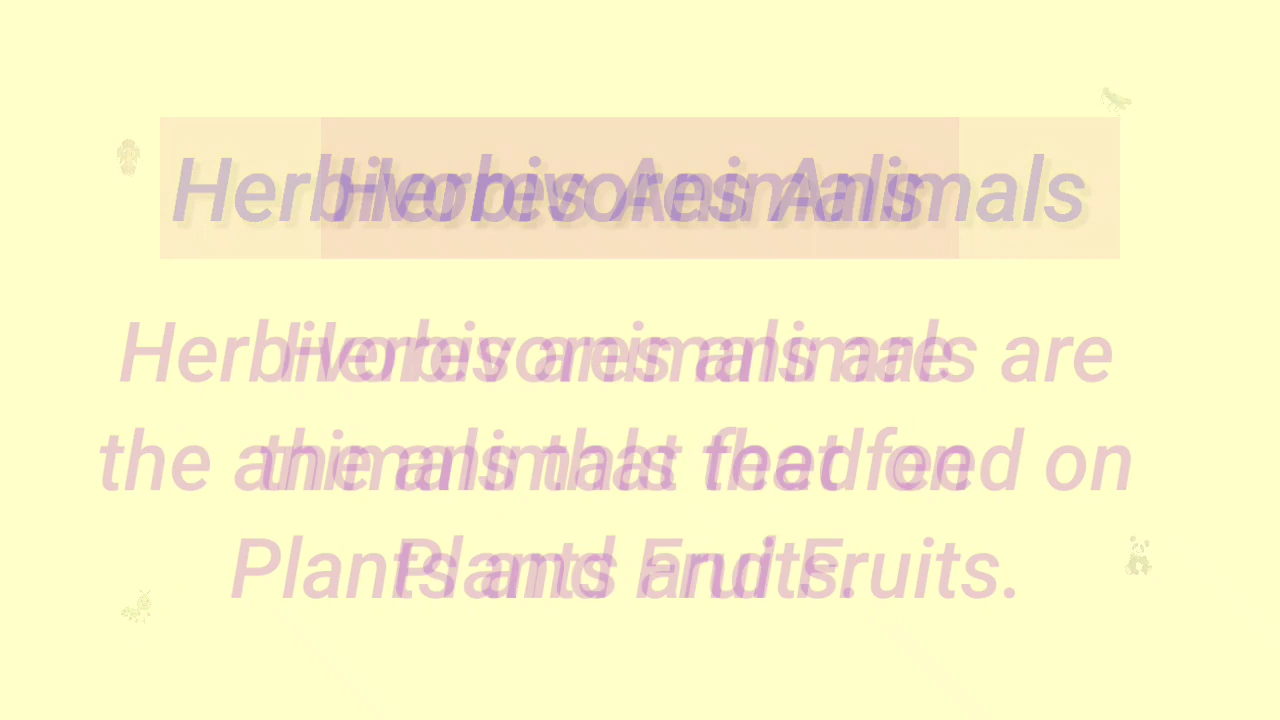 Herbivores Animals
Herbivores animals are
the animals that feed on
Plants and Fruits.